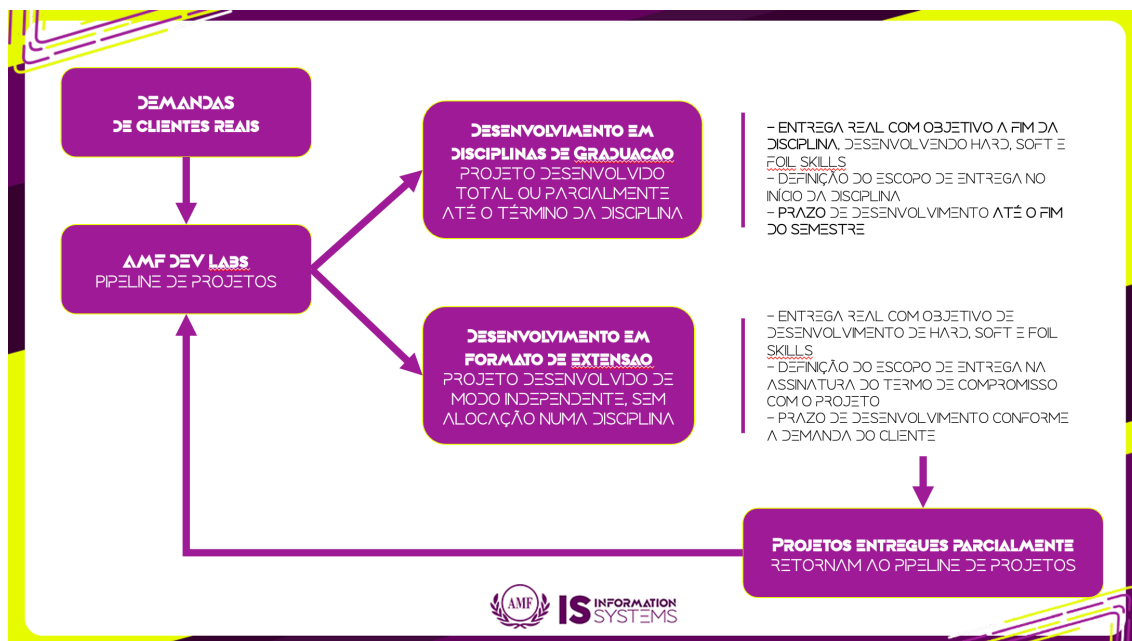 DEMANDAS
DE CLIENTES REAIS
AMF DEV LABS
PIPELINE DE PROJETOS
DESENVOLVIMENTO EM
DISCIPLINAS DE GRADUACAO
PROJETO DESENVOLVIDO
TOTAL OU PARCIALMENTE
ATÉ O TÉRMINO DA DISCIPLINA
– ENTREGA REAL COM OBJETIVO A FIM DA
DISCIPLINA, DESENVOLVENDO HARD, SOFT E
FOIL SKILLS
– DEFINIÇÃO DO ESCOPO DE ENTREGA NO
INÍCIO DA DISCIPLINA
– PRAZO DE DESENVOLVIMENTO ATÉ O FIM
DO SEMESTRE
DESENVOLVIMENTO EM
FORMATO DE EXTENSAO
PROJETO DESENVOLVIDO DE
MODO INDEPENDENTE, SEM
ALOCAÇÃO NUMA DISCIPLINA
– ENTREGA REAL COM OBJETIVO DE
DESENVOLVIMENTO DE HARD, SOFT E FOIL
SKILLS
– DEFINIÇÃO DO ESCOPO DE ENTREGA NA
ASSINATURA DO TERMO DE COMPROMISSO
COM O PROJETO
– PRAZO DE DESENVOLVIMENTO CONFORME
A DEMANDA DO CLIENTE
PROJETOS ENTREGUES PARCIALMENTE
RETORNAM AO PIPELINE DE PROJETOS
AMF
IS INFORMATION
SYSTEMS